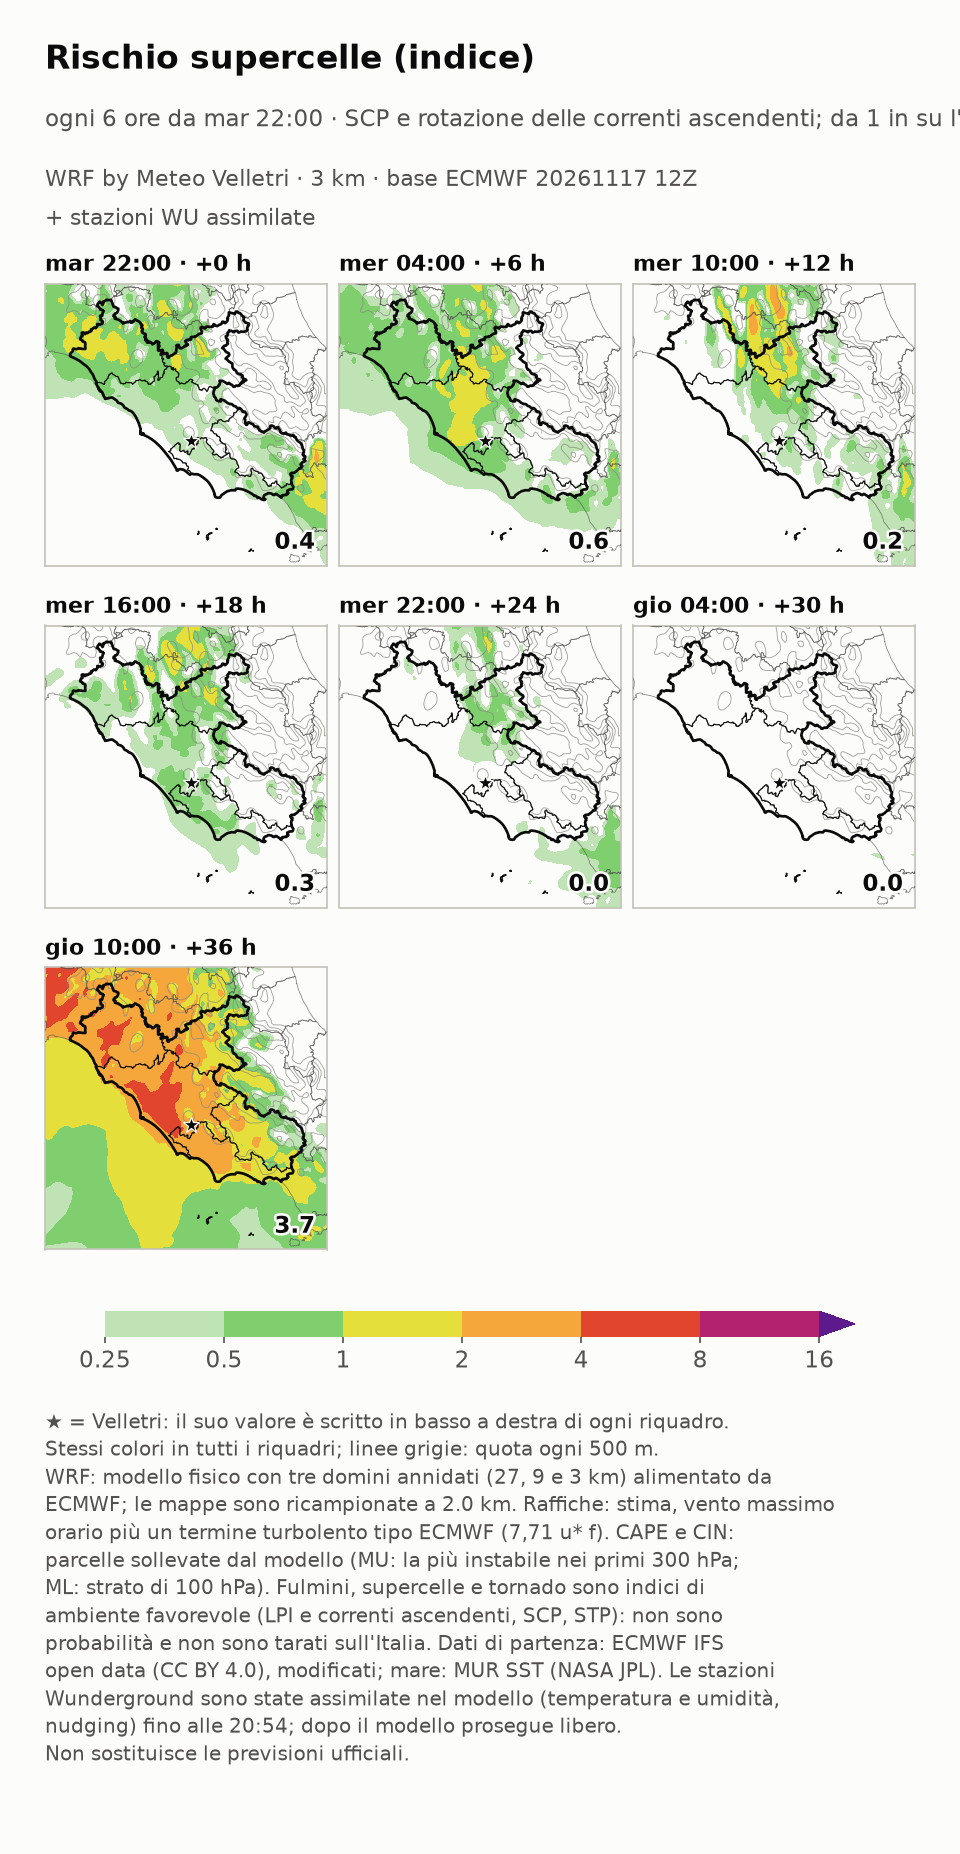 Rischio supercelle (indice)
ogni 6 ore da mar 22:00 · SCP e rotazione delle correnti ascendenti; da 1 in su l'
WRF by Meteo Velletri · 3 km · base ECMWF 20261117 12Z
+ stazioni WU assimilate
mar 22:00 · +0 h
mer 04:00 · +6 h
mer 10:00 · +12 h
0.4
0.6
0.2
mer 16:00 · +18 h
mer 22:00 · +24 h
gio 04:00 · +30 h
0.3
0.0
0.0
gio 10:00 · +36 h
3.7
0.25 0.5 1 2 4 8 16
★ = Velletri: il suo valore è scritto in basso a destra di ogni riquadro.
Stessi colori in tutti i riquadri; linee grigie: quota ogni 500 m.
WRF: modello fisico con tre domini annidati (27, 9 e 3 km) alimentato da
ECMWF; le mappe sono ricampionate a 2.0 km. Raffiche: stima, vento massimo
orario più un termine turbolento tipo ECMWF (7,71 u* f). CAPE e CIN:
parcelle sollevate dal modello (MU: la più instabile nei primi 300 hPa;
ML: strato di 100 hPa). Fulmini, supercelle e tornado sono indici di
ambiente favorevole (LPI e correnti ascendenti, SCP, STP): non sono
probabilità e non sono tarati sull'Italia. Dati di partenza: ECMWF IFS
open data (CC BY 4.0), modificati; mare: MUR SST (NASA JPL). Le stazioni
Wunderground sono state assimilate nel modello (temperatura e umidità,
nudging) fino alle 20:54; dopo il modello prosegue libero.
Non sostituisce le previsioni ufficiali.